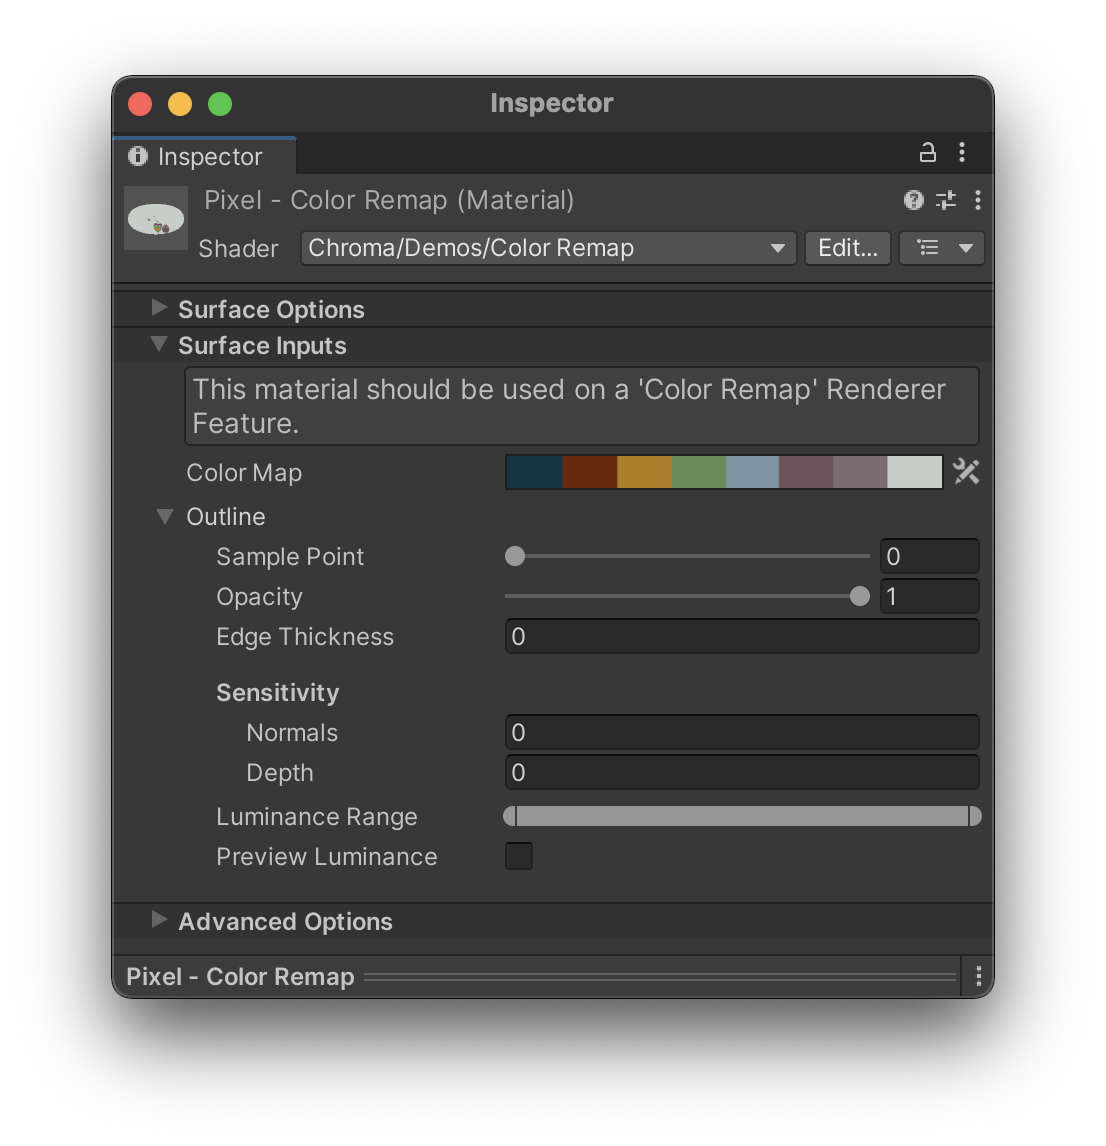 Inspector
Inspector
Pixel - Color Remap (Material)
Shader
Chroma/Demos/Color Remap
Edit...
Surface Options
Surface Inputs
This material should be used on a 'Color Remap' Renderer
Feature.
Color Map
Outline
Sample Point 0
Opacity 1
Edge Thickness 0
Sensitivity
Normals 0
Depth 0
Luminance Range
Preview Luminance
Advanced Options
Pixel - Color Remap